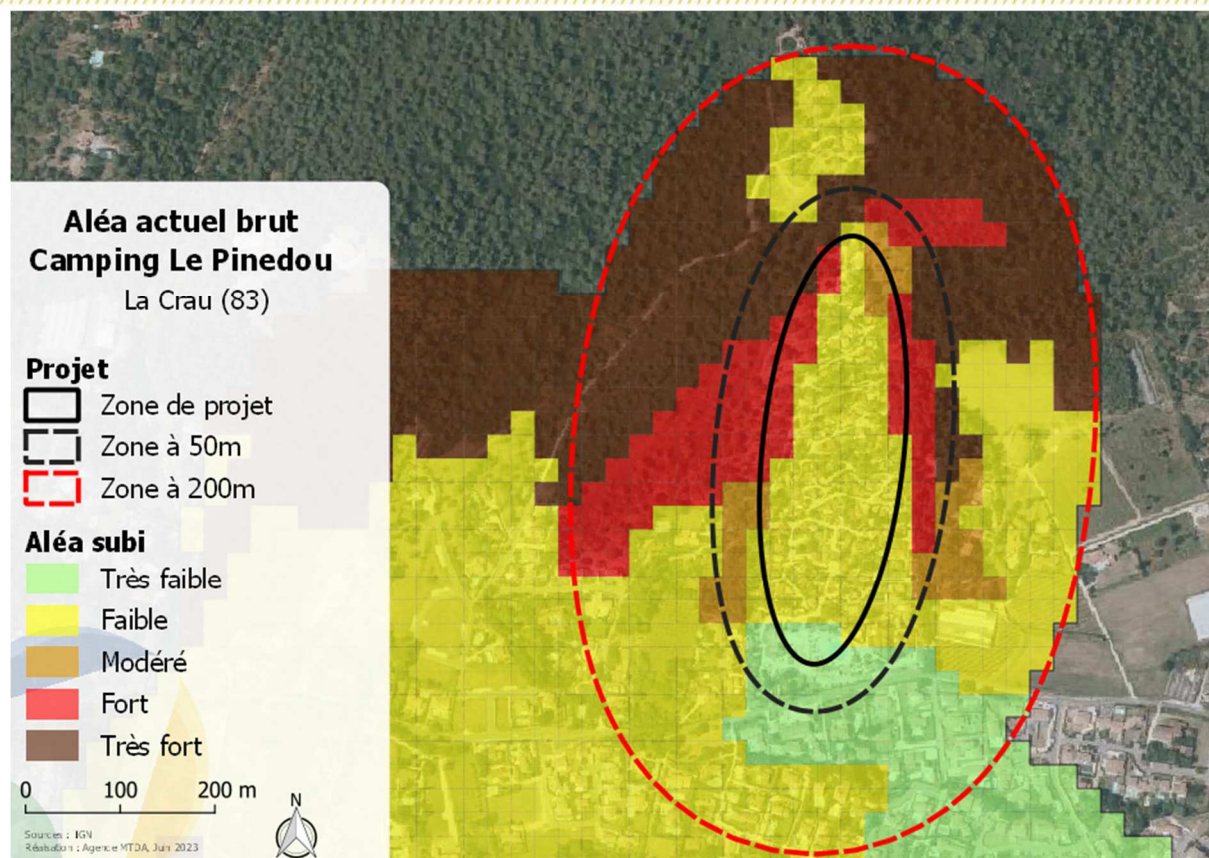 Aléa actuel brut
Camping Le Pinedou
La Crau (83)
Projet
Zone de projet
Zone à 50m
Zone à 200m
Aléa subi
Très faible
Faible
Modéré
Fort
Très fort
0 100 200 m
N
Sources : IGN
Réalisation : Agence MTDA, Juin 2023